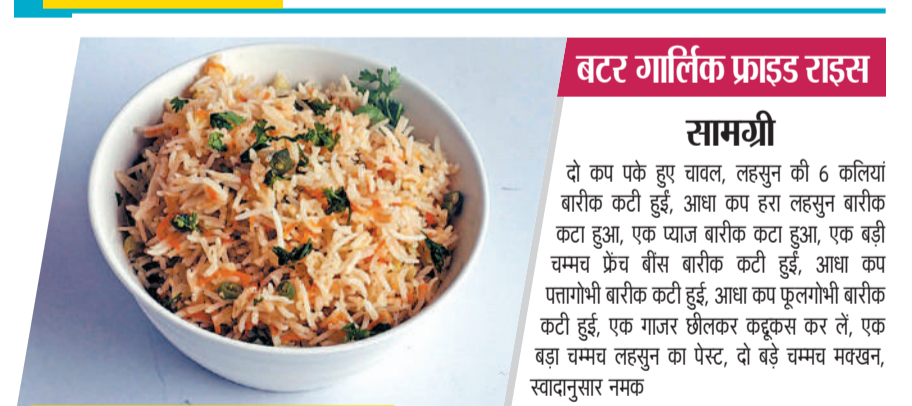 बटर गार्लिक फ्राइड राइस
सामग्री
दो कप पके हुए चावल, लहसुन की 6 कलियां
बारीक कटी हुईं, आधा कप हरा लहसुन बारीक
कटा हुआ, एक प्याज बारीक कटा हुआ, एक बड़ी
चम्मच फ्रेंच बींस बारीक कटी हुईं, आधा कप
पत्तागोभी बारीक कटी हुई, आधा कप फूलगोभी बारीक
कटी हुई, एक गाजर छीलकर कद्दूकस कर लें, एक
बड़ा चम्मच लहसुन का पेस्ट, दो बड़े चम्मच मक्खन,
स्वादानुसार नमक